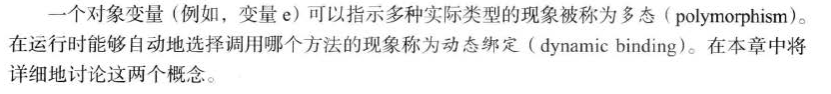 一个对象变量（例如，变量 e）可以指示多种实际类型的现象被称为多态（polymorphism）。
在运行时能够自动地选择调用哪个方法的现象称为动态绑定（dynamic binding）。在本章中将
详细地讨论这两个概念。